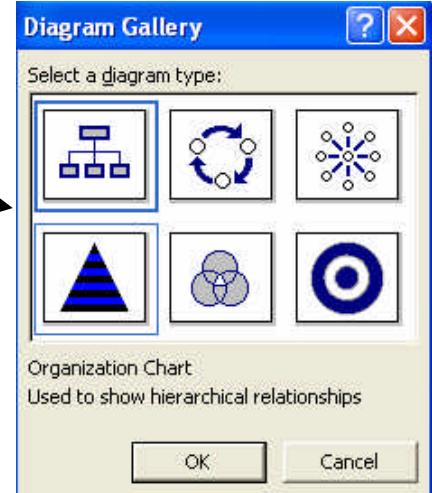 Diagram Gallery
Select a diagram type:
Organization Chart
Used to show hierarchical relationships
OK Cancel